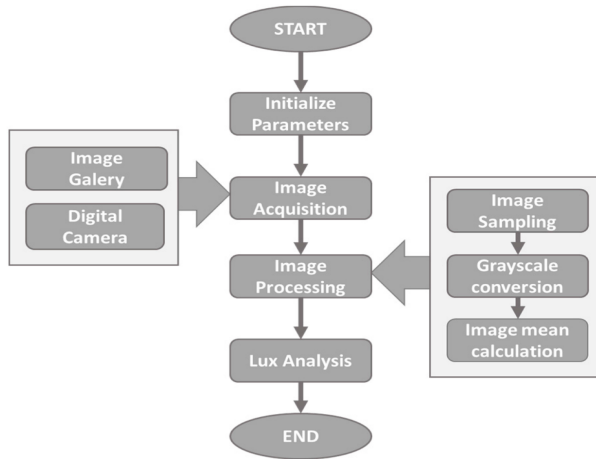 START
Initialize
Parameters
Image
Galery
Digital
Camera
Image
Acquisition
Image
Processing
Image
Sampling
Grayscale
conversion
Image mean
calculation
Lux Analysis
END